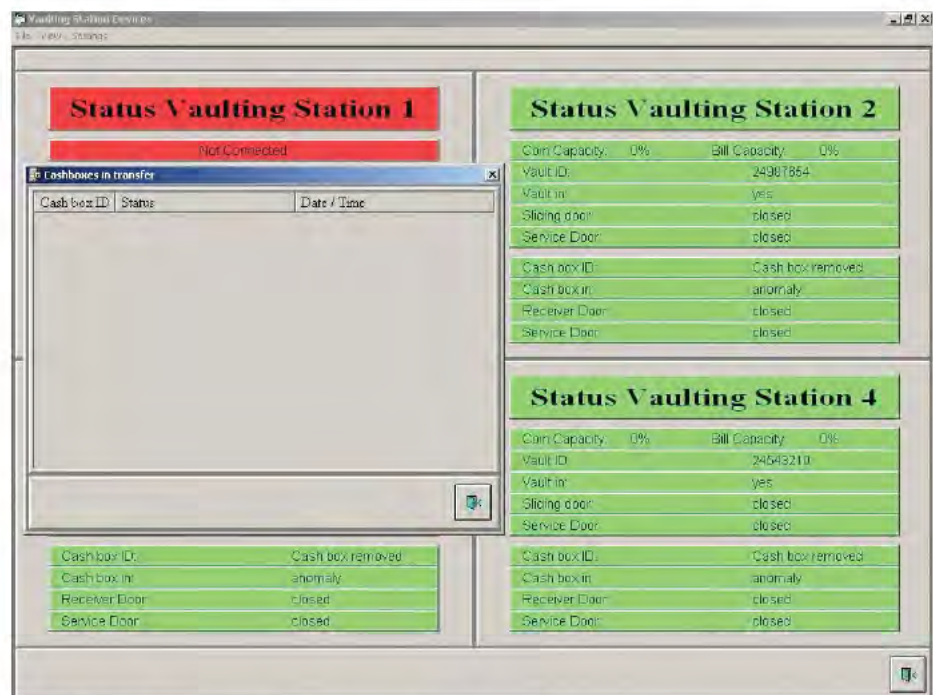 Vaulting Station Devices
File View Settings
Status Vaulting Station 1
Not Connected
Status Vaulting Station 2
Coin Capacity: 0% Bill Capacity: 0%
Vault ID: 24987654
Vault in: yes
Sliding door: closed
Service Door: closed
Cash box ID: Cash box removed
Cash box in: anomaly
Receiver Door: closed
Service Door: closed
Cashboxes in transfer
Cash box ID Status Date / Time
Cash box ID: Cash box removed
Cash box in: anomaly
Receiver Door: closed
Service Door: closed
Status Vaulting Station 4
Coin Capacity: 0% Bill Capacity: 0%
Vault ID: 24543210
Vault in: yes
Sliding door: closed
Service Door: closed
Cash box ID: Cash box removed
Cash box in: anomaly
Receiver Door: closed
Service Door: closed